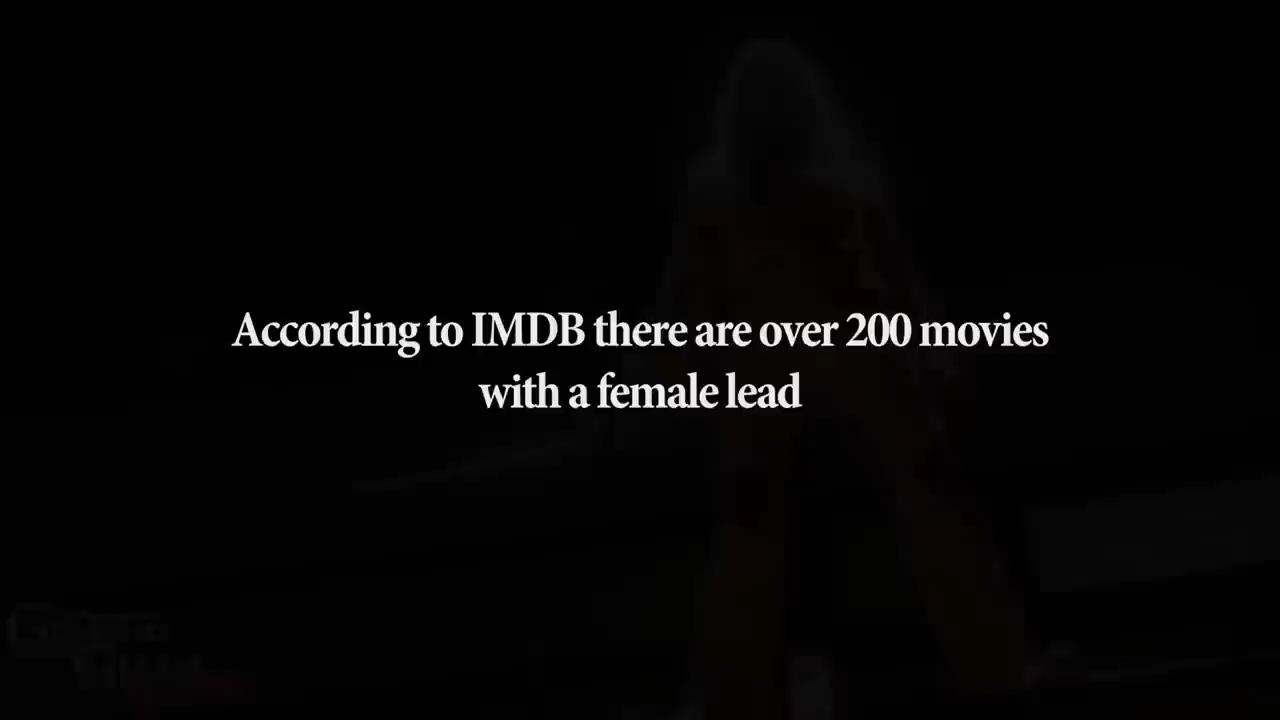 According to IMDB there are over 200 movies
with a female lead